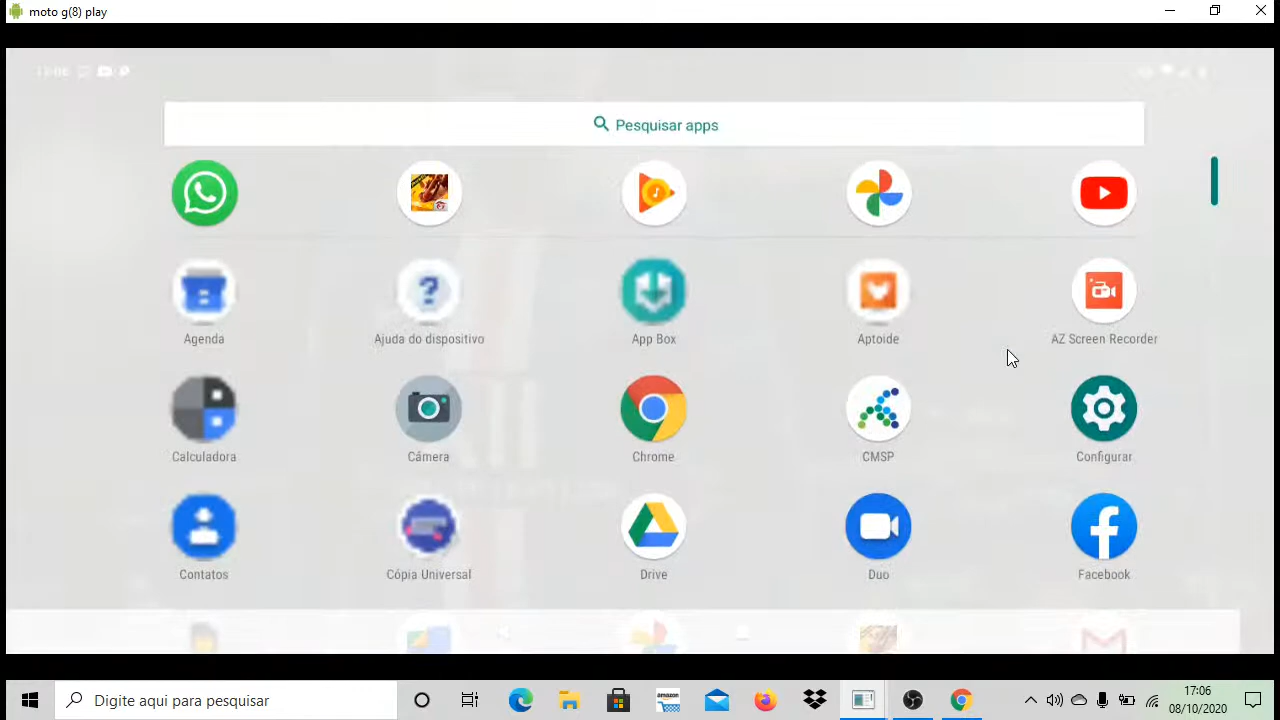 moto g(8) play
Pesquisar apps
Agenda
Ajuda do dispositivo
App Box
Aptoide
AZ Screen Recorder
Calculadora
Câmera
Chrome
CMSP
Configurar
Contatos
Cópia Universal
Drive
Duo
Facebook
Digite aqui para pesquisar
amazon
17:06
08/10/2020